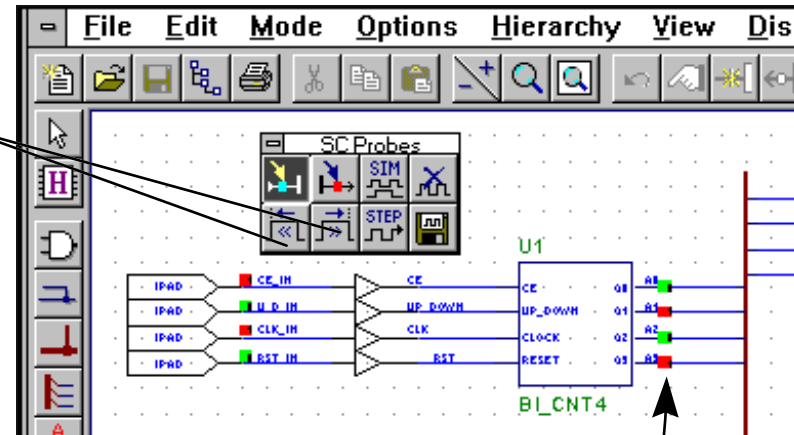 File Edit Mode Options Hierarchy View Dis
SC Probes
SIM
H
STEP
U1
IPAD CE_IN CE CE Q0 A0
IPAD U_D_IN UP_DOWN UP_DOWN Q1 A1
IPAD CLK_IN CLK CLOCK Q2 A2
IPAD RST_IN RST RESET Q3 A3
BI_CNT4
A